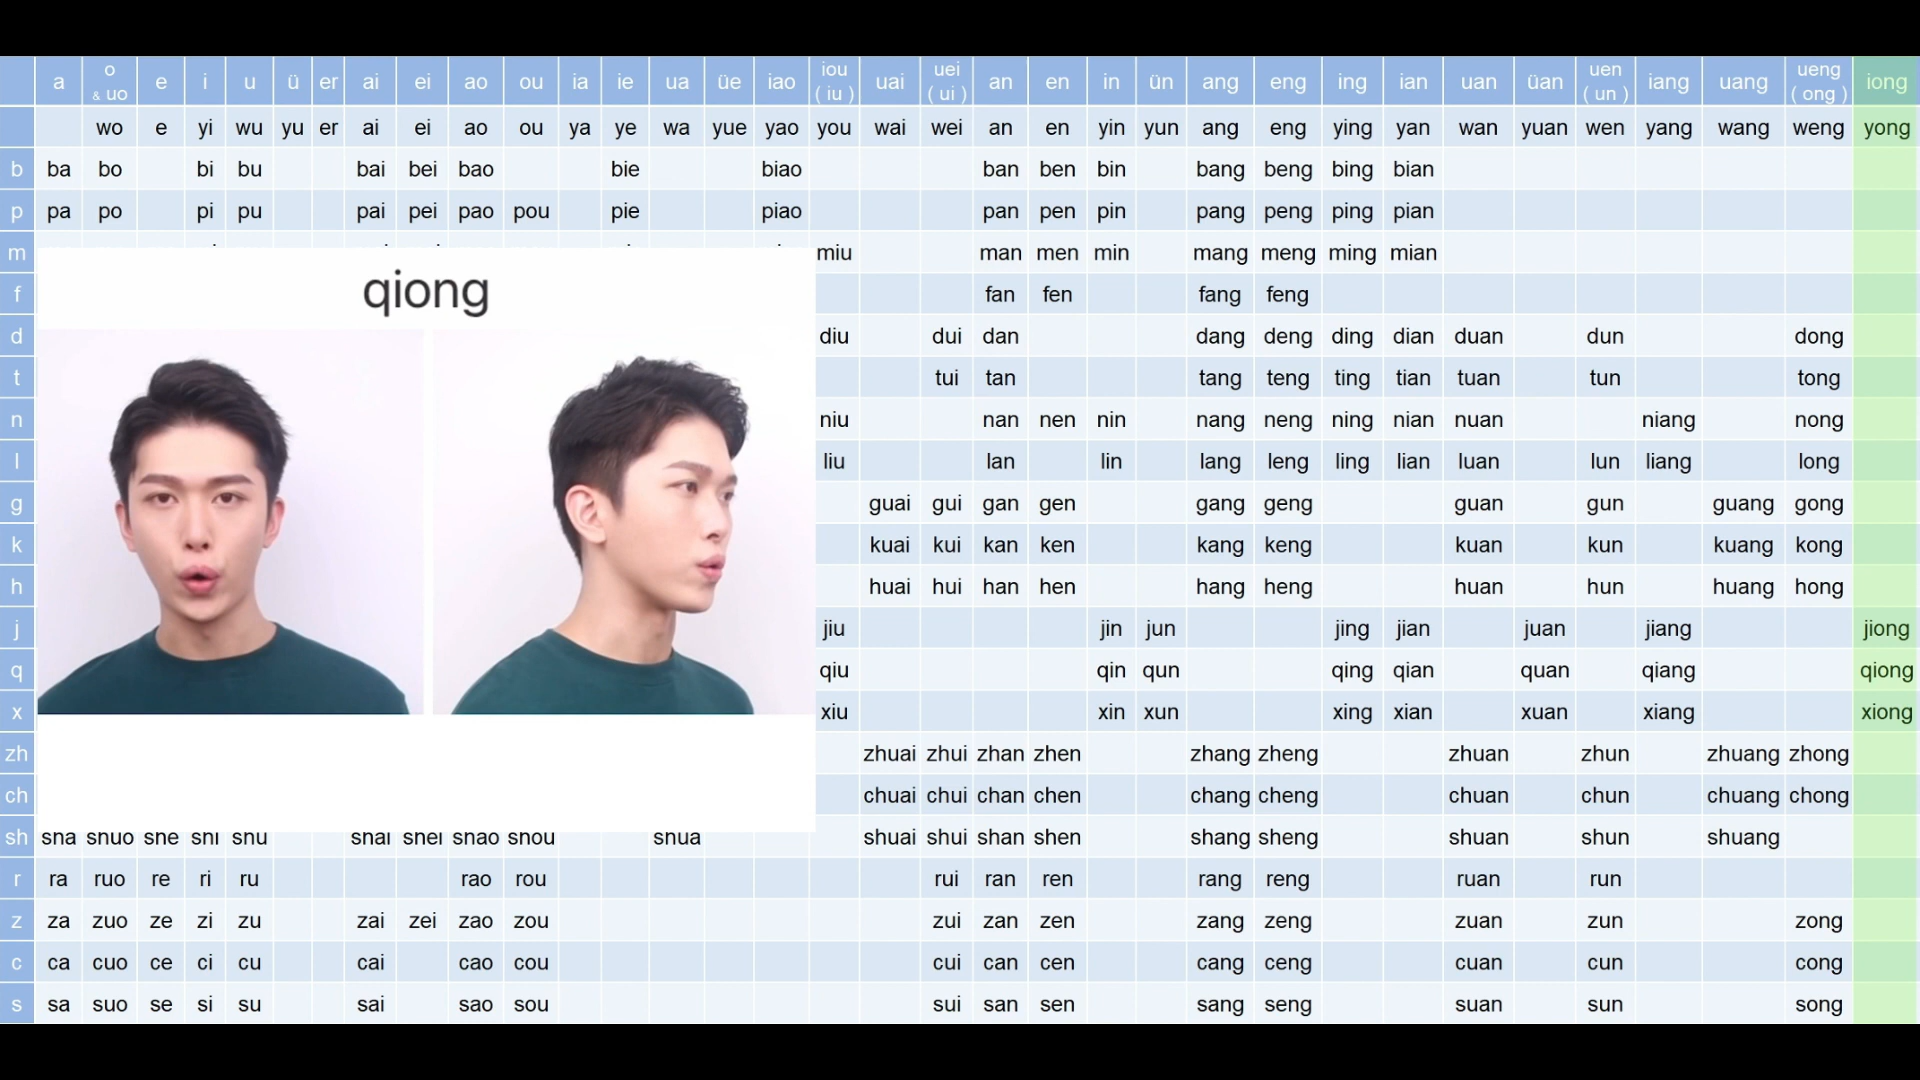 a o & uo e i u ü er ai ei ao ou ia ie ua üe iao iou ( iu ) uai uei ( ui ) an en in ün ang eng ing ian uan üan uen ( un ) iang uang ueng ( ong ) iong
wo e yi wu yu er ai ei ao ou ya ye wa yue yao you wai wei an en yin yun ang eng ying yan wan yuan wen yang wang weng yong
b ba bo bi bu bai bei bao bie biao ban ben bin bang beng bing bian
p pa po pi pu pai pei pao pou pie piao pan pen pin pang peng ping pian
m miu man men min mang meng ming mian
qiong
f fan fen fang feng
d diu dui dan dang deng ding dian duan dun dong
t tui tan tang teng ting tian tuan tun tong
n niu nan nen nin nang neng ning nian nuan niang nong
l liu lan lin lang leng ling lian luan lun liang long
g guai gui gan gen gang geng guan gun guang gong
k kuai kui kan ken kang keng kuan kun kuang kong
h huai hui han hen hang heng huan hun huang hong
j jiu jin jun jing jian juan jiang jiong
q qiu qin qun qing qian quan qiang qiong
x xiu xin xun xing xian xuan xiang xiong
zh zhuai zhui zhan zhen zhang zheng zhuan zhun zhuang zhong
ch chuai chui chan chen chang cheng chuan chun chuang chong
sh sha shuo she shi shu shai shei shao shou shua shuai shui shan shen shang sheng shuan shun shuang
r ra ruo re ri ru rao rou rui ran ren rang reng ruan run
z za zuo ze zi zu zai zei zao zou zui zan zen zang zeng zuan zun zong
c ca cuo ce ci cu cai cao cou cui can cen cang ceng cuan cun cong
s sa suo se si su sai sao sou sui san sen sang seng suan sun song